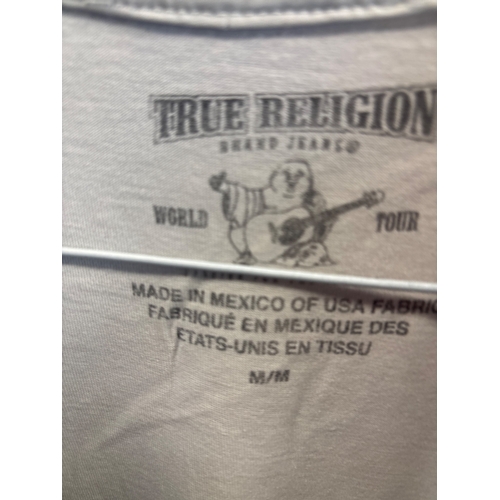 TRUE RELIGION
BRAND JEANS®
WORLD TOUR
MADE IN MEXICO OF USA FABRIC
FABRIQUÉ EN MEXIQUE DES
ETATS-UNIS EN TISSU
M/M